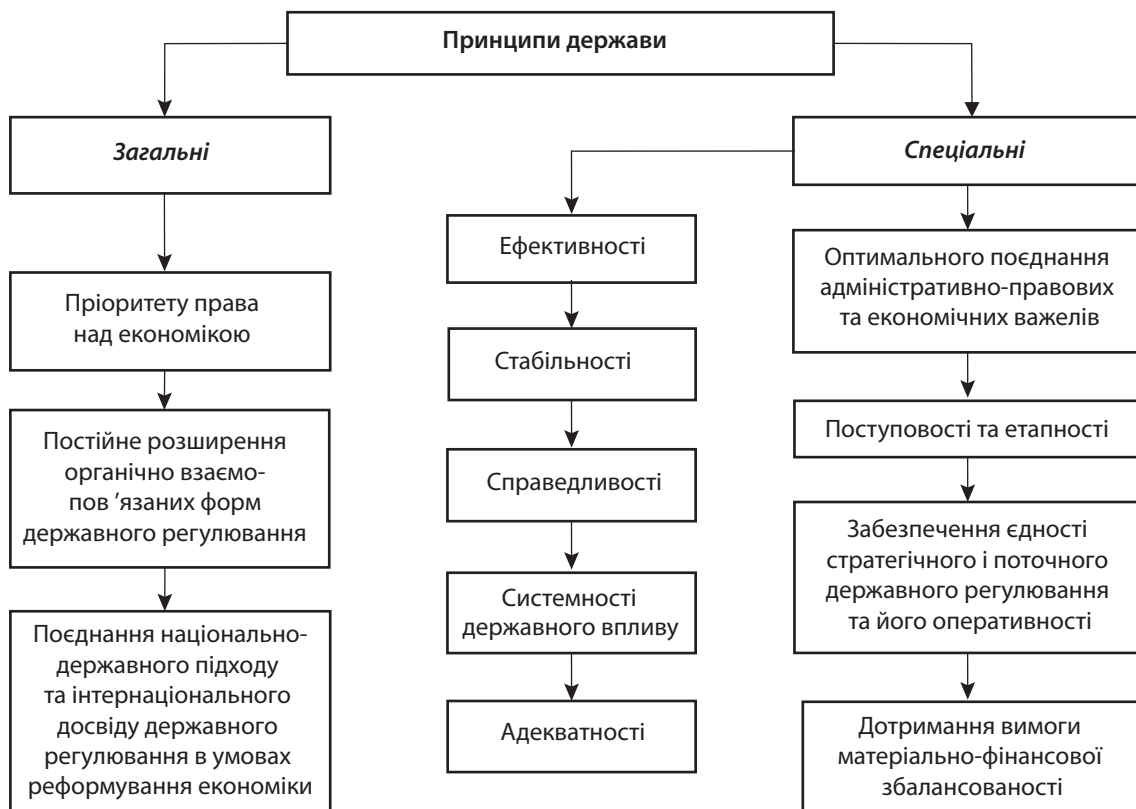 Принципи держави
Загальні
Пріоритету права
над економікою
Постійне розширення
органічно взаємо-
пов ’язаних форм
державного регулювання
Поєднання національно-
державного підходу
та інтернаціонального
досвіду державного
регулювання в умовах
реформування економіки
Спеціальні
Ефективності
Стабільності
Справедливості
Системності
державного впливу
Адекватності
Оптимального поєднання
адміністративно-правових
та економічних важелів
Поступовості та етапності
Забезпечення єдності
стратегічного і поточного
державного регулювання
та його оперативності
Дотримання вимоги
матеріально-фінансової
збалансованості